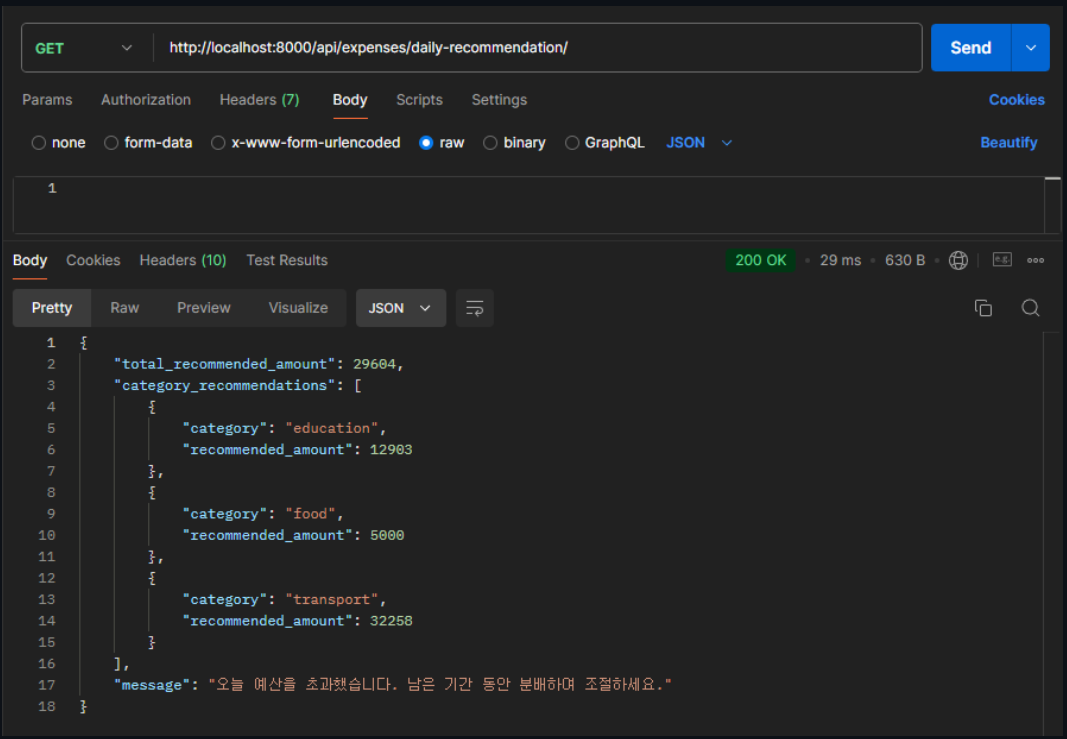 GET http://localhost:8000/api/expenses/daily-recommendation/ Send
Params Authorization Headers (7) Body Scripts Settings Cookies
none form-data x-www-form-urlencoded raw binary GraphQL JSON Beautify
1
Body Cookies Headers (10) Test Results 200 OK 29 ms 630 B e.g.
Pretty Raw Preview Visualize JSON
1 {
2 "total_recommended_amount": 29604,
3 "category_recommendations": [
4 {
5 "category": "education",
6 "recommended_amount": 12903
7 },
8 {
9 "category": "food",
10 "recommended_amount": 5000
11 },
12 {
13 "category": "transport",
14 "recommended_amount": 32258
15 }
16 ],
17 "message": "오늘 예산을 초과했습니다. 남은 기간 동안 분배하여 조절하세요."
18 }